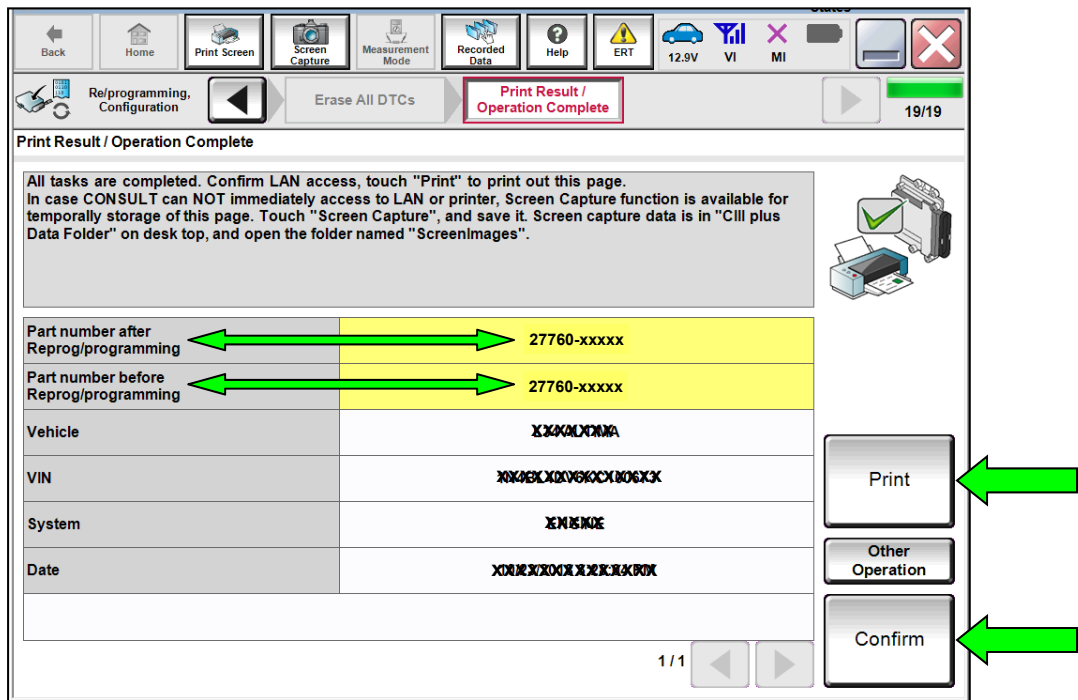 States
Back
Home
Print Screen
Screen
Capture
Measurement
Mode
Recorded
Data
Help
ERT
12.9V
VI
MI
Re/programming,
Configuration
Erase All DTCs
Print Result /
Operation Complete
19/19
Print Result / Operation Complete
All tasks are completed. Confirm LAN access, touch "Print" to print out this page.
In case CONSULT can NOT immediately access to LAN or printer, Screen Capture function is available for
temporally storage of this page. Touch "Screen Capture", and save it. Screen capture data is in "CIII plus
Data Folder" on desk top, and open the folder named "ScreenImages".
Part number after
Reprog/programming
27760-xxxxx
Part number before
Reprog/programming
27760-xxxxx
Vehicle
VIN
System
Date
Print
Other
Operation
Confirm
1/1